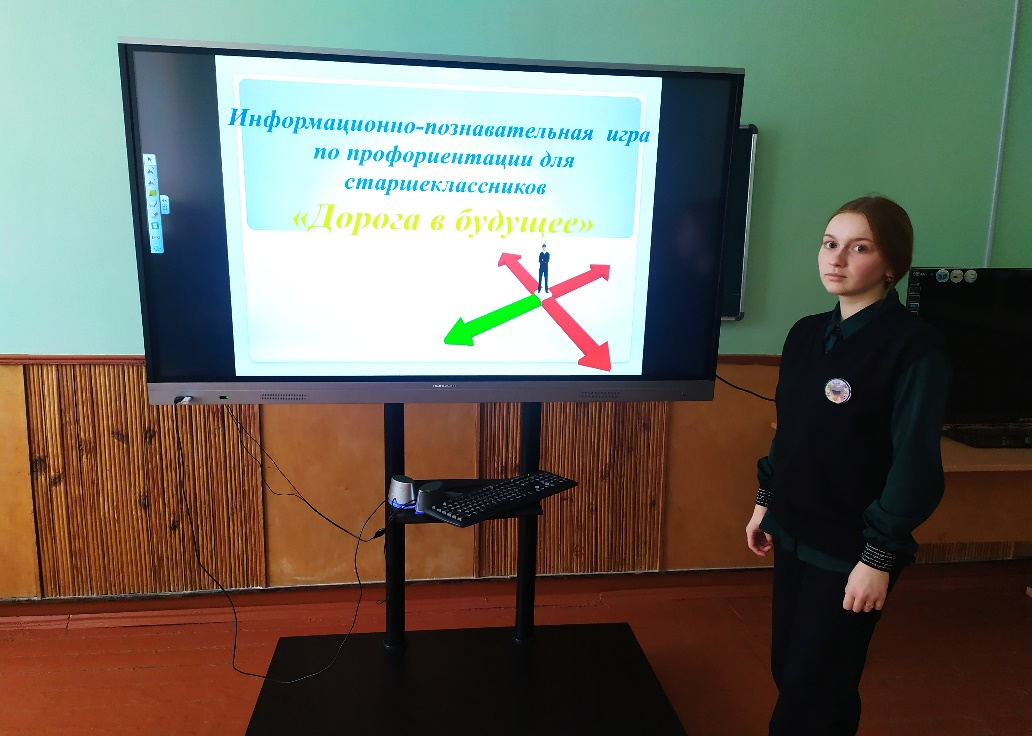 Информационно-познавательная игра
по профориентации для
старшеклассников
«Дорога в будущее»